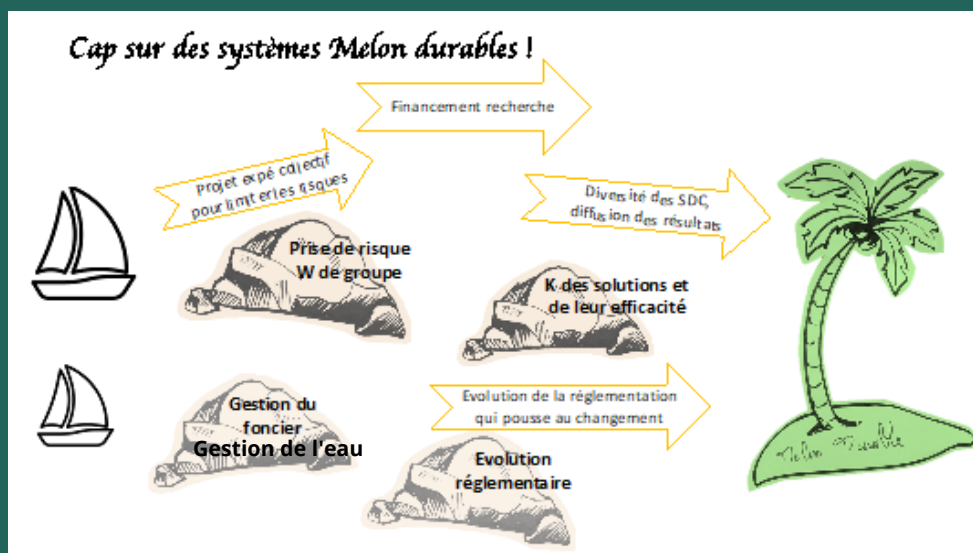 Cap sur des systèmes Melon durables !
Financement recherche
Projet expé collectif
pour limiter les risques
Diversité des SDC,
diffusion des résultats
Prise de risque
W de groupe
K des solutions et
de leur efficacité
Evolution de la réglementation
qui pousse au changement
Gestion du
foncier
Gestion de l'eau
Evolution
réglementaire
Melon Durable